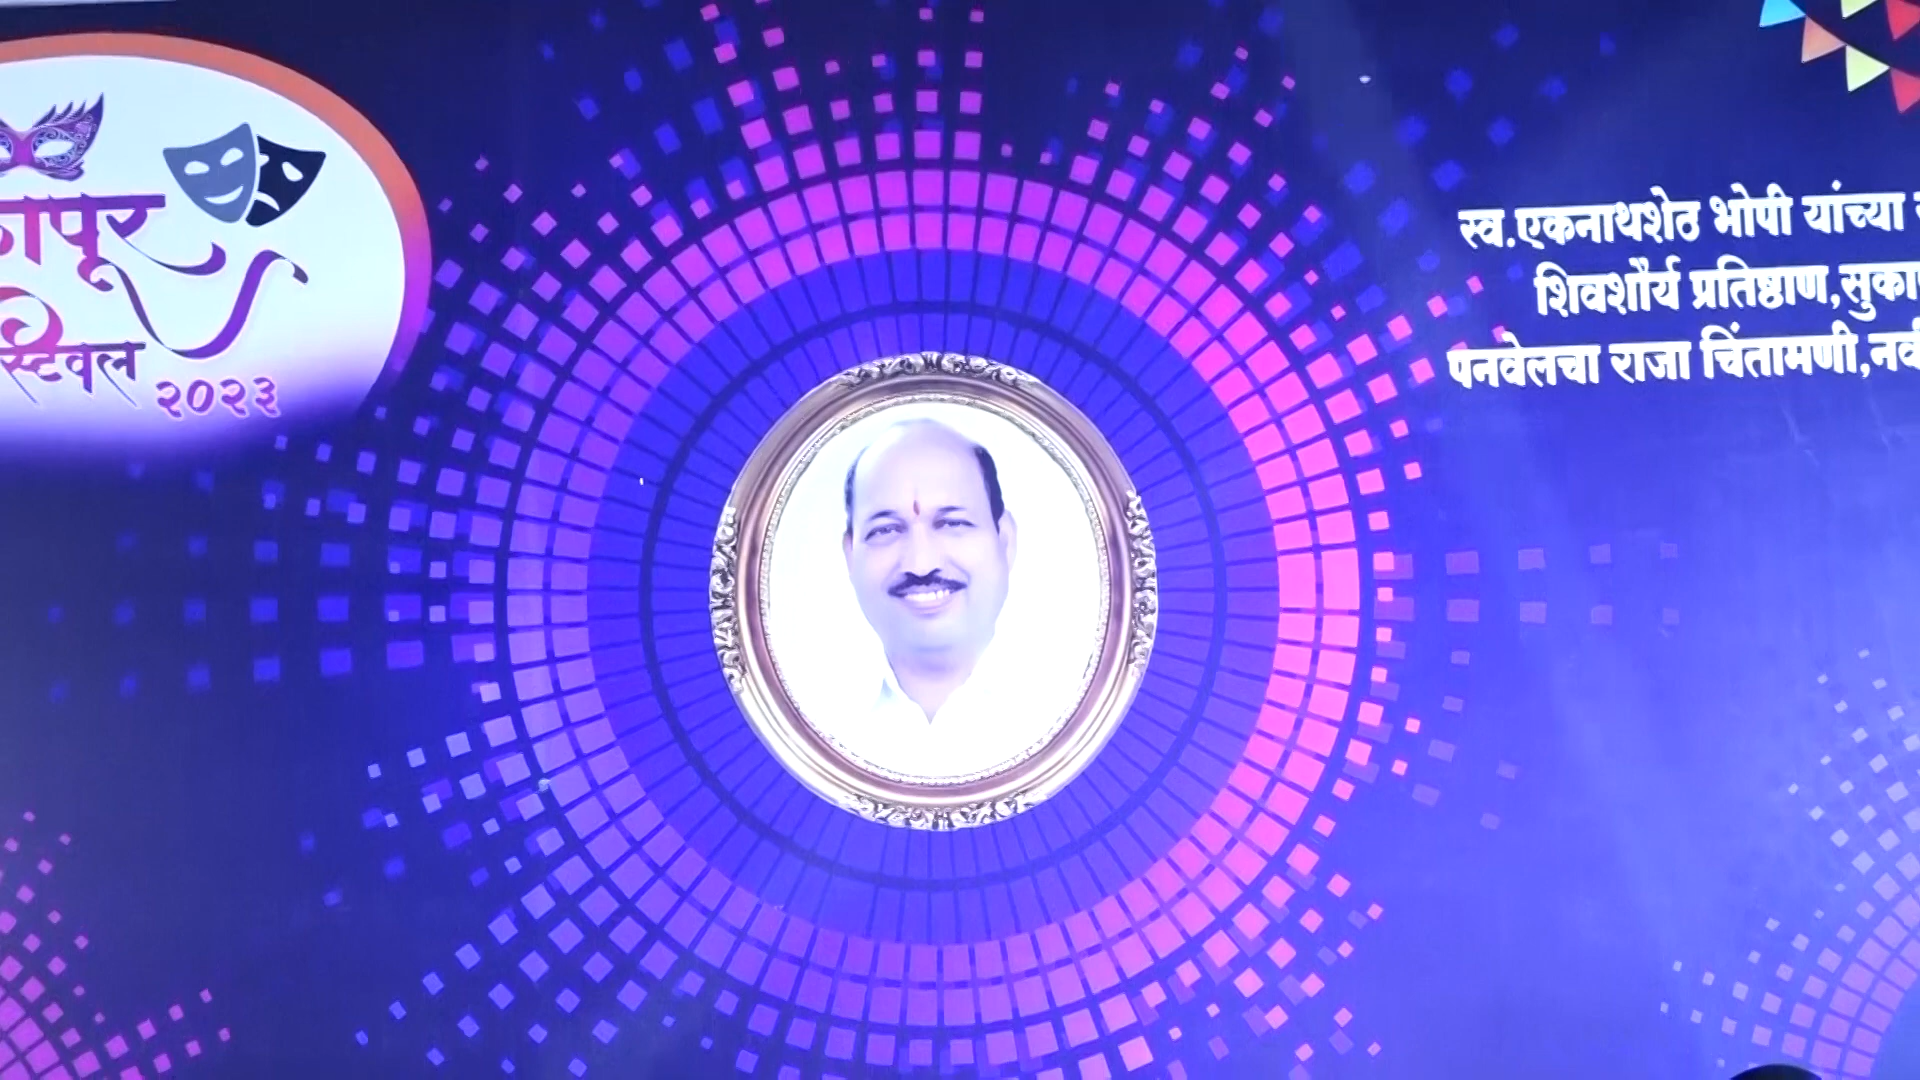 कापूर
स्टिवल
२०२३
स्व.एकनाथशेठ भोपी यांच्या
शिवशौर्य प्रतिष्ठाण,सुका
पनवेलचा राजा चिंतामणी,नवी